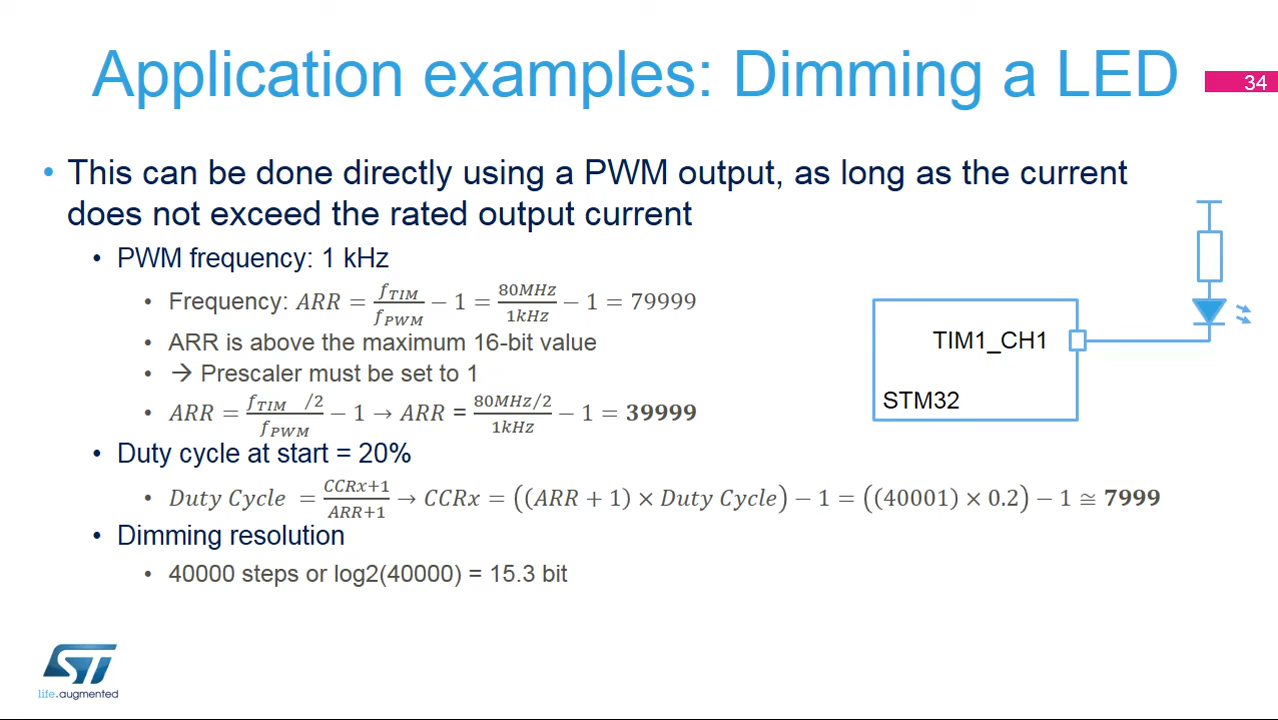 Application examples: Dimming a LED
34
• This can be done directly using a PWM output, as long as the current
does not exceed the rated output current
• PWM frequency: 1 kHz
• Frequency: ARR = f_TIM/f_PWM − 1 = 80MHz/1kHz − 1 = 79999
• ARR is above the maximum 16-bit value
• → Prescaler must be set to 1
• ARR = (f_TIM /2)/f_PWM − 1 → ARR = (80MHz/2)/1kHz − 1 = 39999
• Duty cycle at start = 20%
• Duty Cycle = (CCRx+1)/(ARR+1) → CCRx = ((ARR + 1) × Duty Cycle) − 1 = ((40001) × 0.2) − 1 ≅ 7999
• Dimming resolution
• 40000 steps or log2(40000) = 15.3 bit
TIM1_CH1
STM32
ST
life.augmented